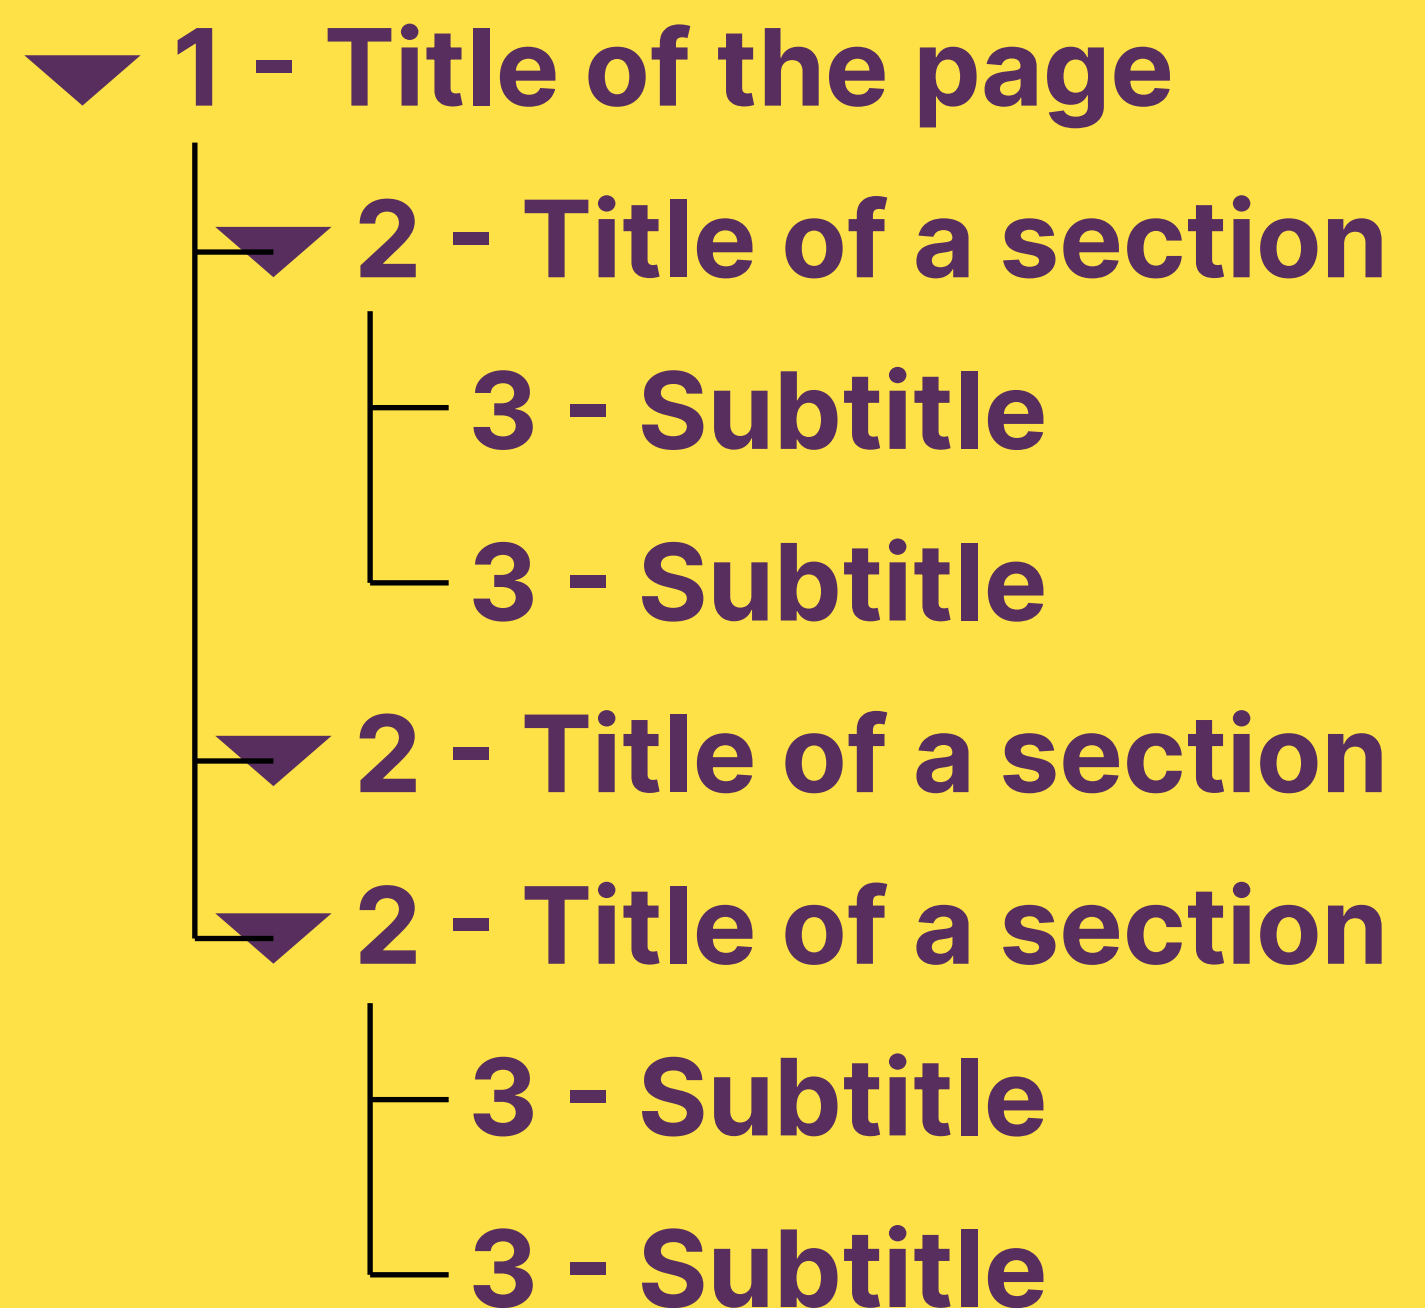 1 - Title of the page
2 - Title of a section
3 - Subtitle
3 - Subtitle
2 - Title of a section
2 - Title of a section
3 - Subtitle
3 - Subtitle